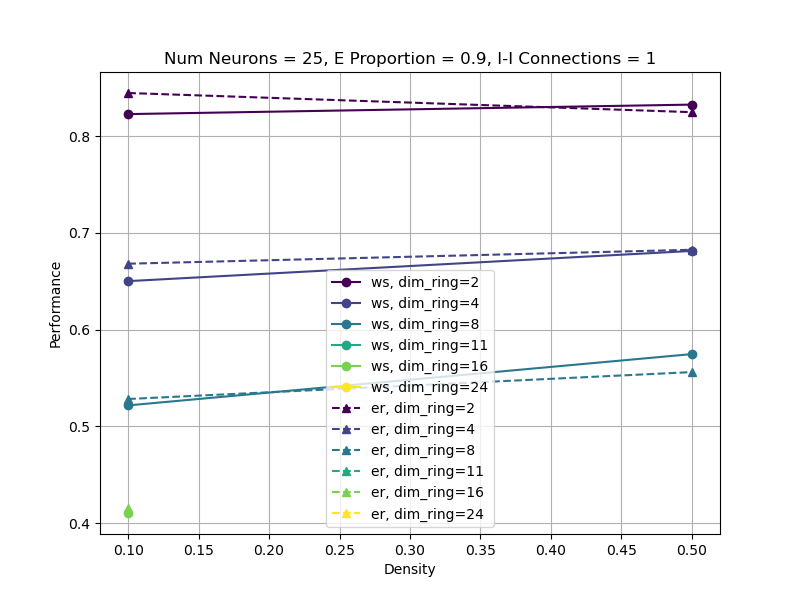 Num Neurons = 25, E Proportion = 0.9, I-I Connections = 1
0.8
0.7
0.6
0.5
0.4
Performance
ws, dim_ring=2
ws, dim_ring=4
ws, dim_ring=8
ws, dim_ring=11
ws, dim_ring=16
ws, dim_ring=24
er, dim_ring=2
er, dim_ring=4
er, dim_ring=8
er, dim_ring=11
er, dim_ring=16
er, dim_ring=24
0.10 0.15 0.20 0.25 0.30 0.35 0.40 0.45 0.50
Density